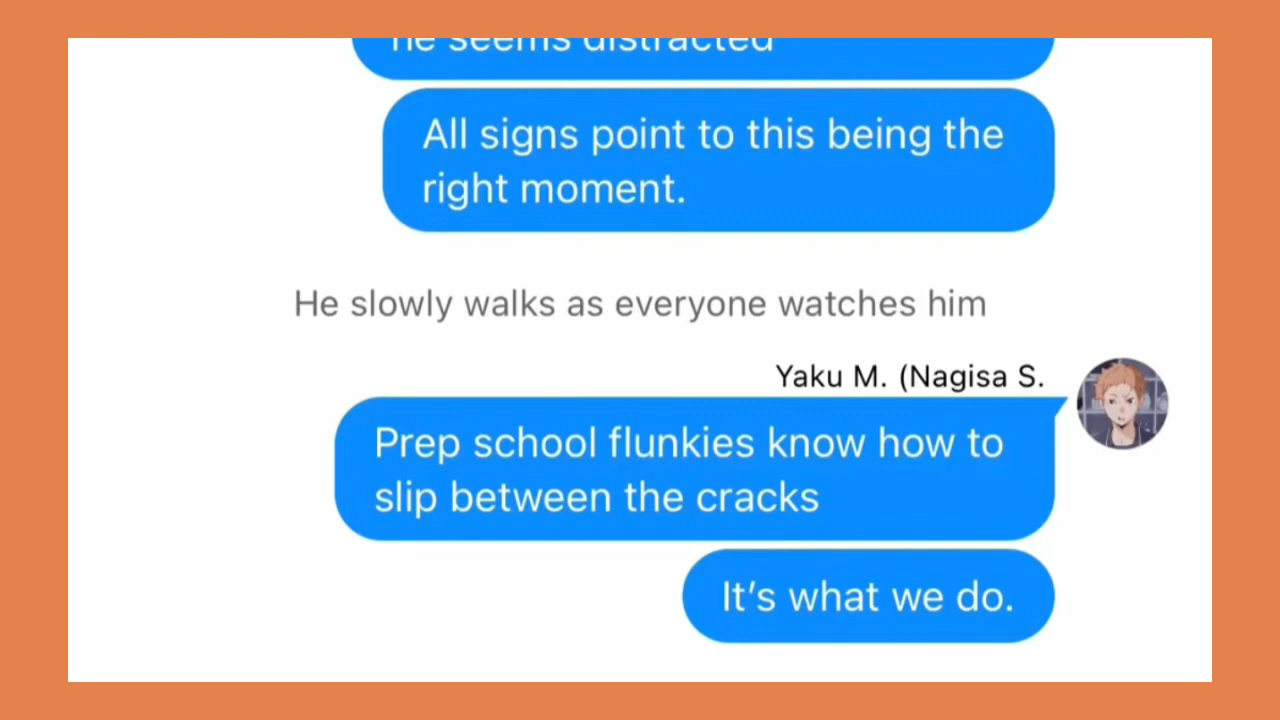 he seems distracted
All signs point to this being the
right moment.
He slowly walks as everyone watches him
Yaku M. (Nagisa S.
Prep school flunkies know how to
slip between the cracks
It’s what we do.